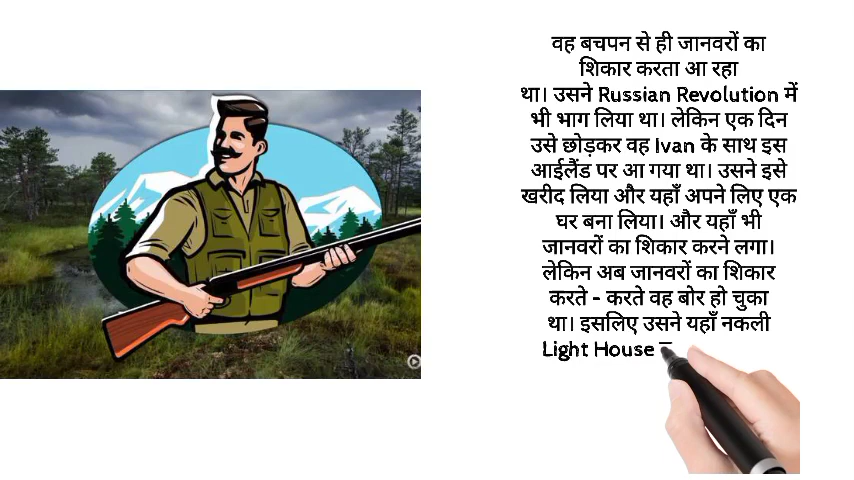 वह बचपन से ही जानवरों का
शिकार करता आ रहा
था। उसने Russian Revolution में
भी भाग लिया था। लेकिन एक दिन
उसे छोड़कर वह Ivan के साथ इस
आईलैंड पर आ गया था। उसने इसे
खरीद लिया और यहाँ अपने लिए एक
घर बना लिया। और यहाँ भी
जानवरों का शिकार करने लगा।
लेकिन अब जानवरों का शिकार
करते - करते वह बोर हो चुका
था। इसलिए उसने यहाँ नकली
Light House